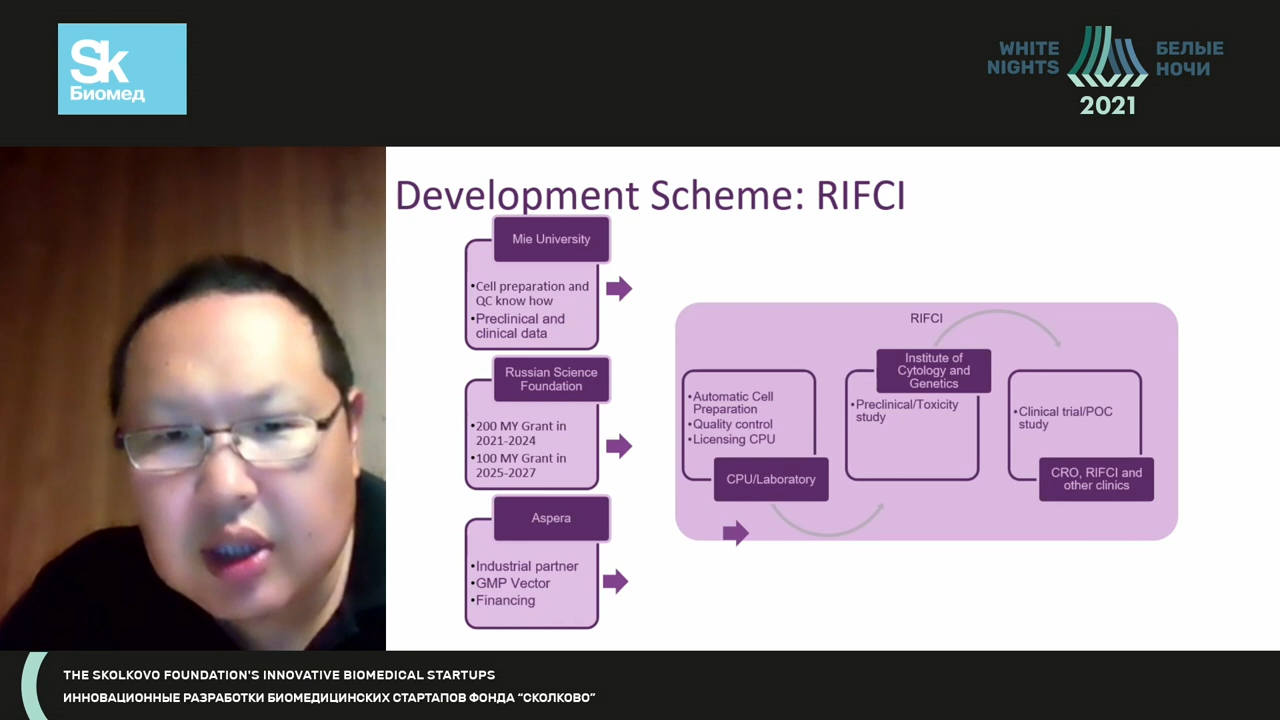 Sk
Биомед
WHITE
NIGHTS
БЕЛЫЕ
НОЧИ
2021
Development Scheme: RIFCI
Mie University
•Cell preparation and
QC know how
•Preclinical and
clinical data
Russian Science
Foundation
•200 MY Grant in
2021-2024
•100 MY Grant in
2025-2027
Aspera
•Industrial partner
•GMP Vector
•Financing
RIFCI
•Automatic Cell
Preparation
•Quality control
•Licensing CPU
CPU/Laboratory
Institute of
Cytology and
Genetics
•Preclinical/Toxicity
study
•Clinical trial/POC
study
CRO, RIFCI and
other clinics
THE SKOLKOVO FOUNDATION'S INNOVATIVE BIOMEDICAL STARTUPS
ИННОВАЦИОННЫЕ РАЗРАБОТКИ БИОМЕДИЦИНСКИХ СТАРТАПОВ ФОНДА "СКОЛКОВО"